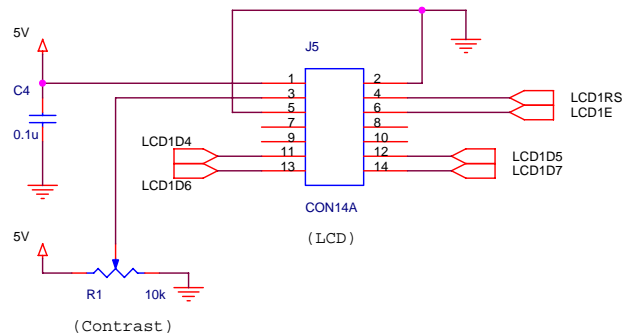 5V
J5
C4
0.1u
1 2
3 4
5 6
7 8
9 10
11 12
13 14
LCD1RS
LCD1E
LCD1D4
LCD1D5
LCD1D6
LCD1D7
CON14A
(LCD)
5V
R1 10k
(Contrast)